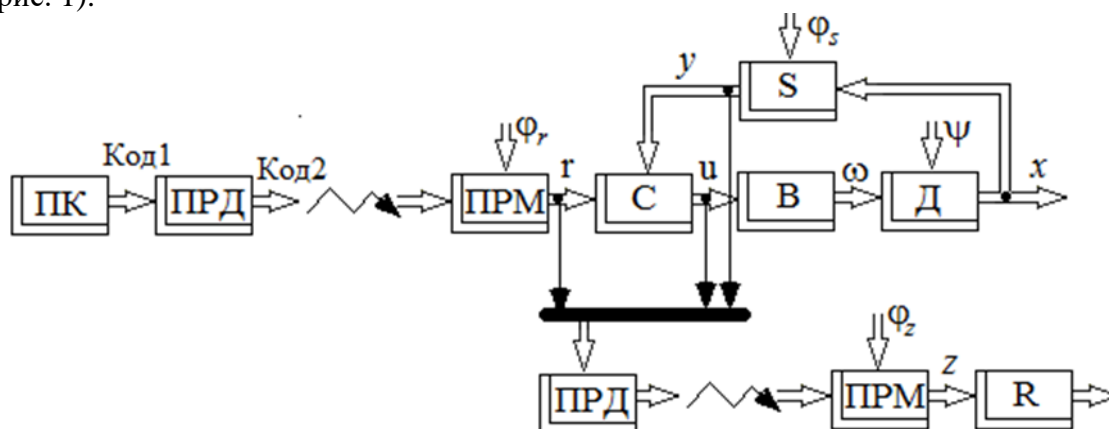 рис. 1).
φs
y
S
Код1
Код2
φr
ψ
ПК
ПРД
ПРМ
r
C
u
В
ω
Д
x
φz
ПРД
ПРМ
z
R